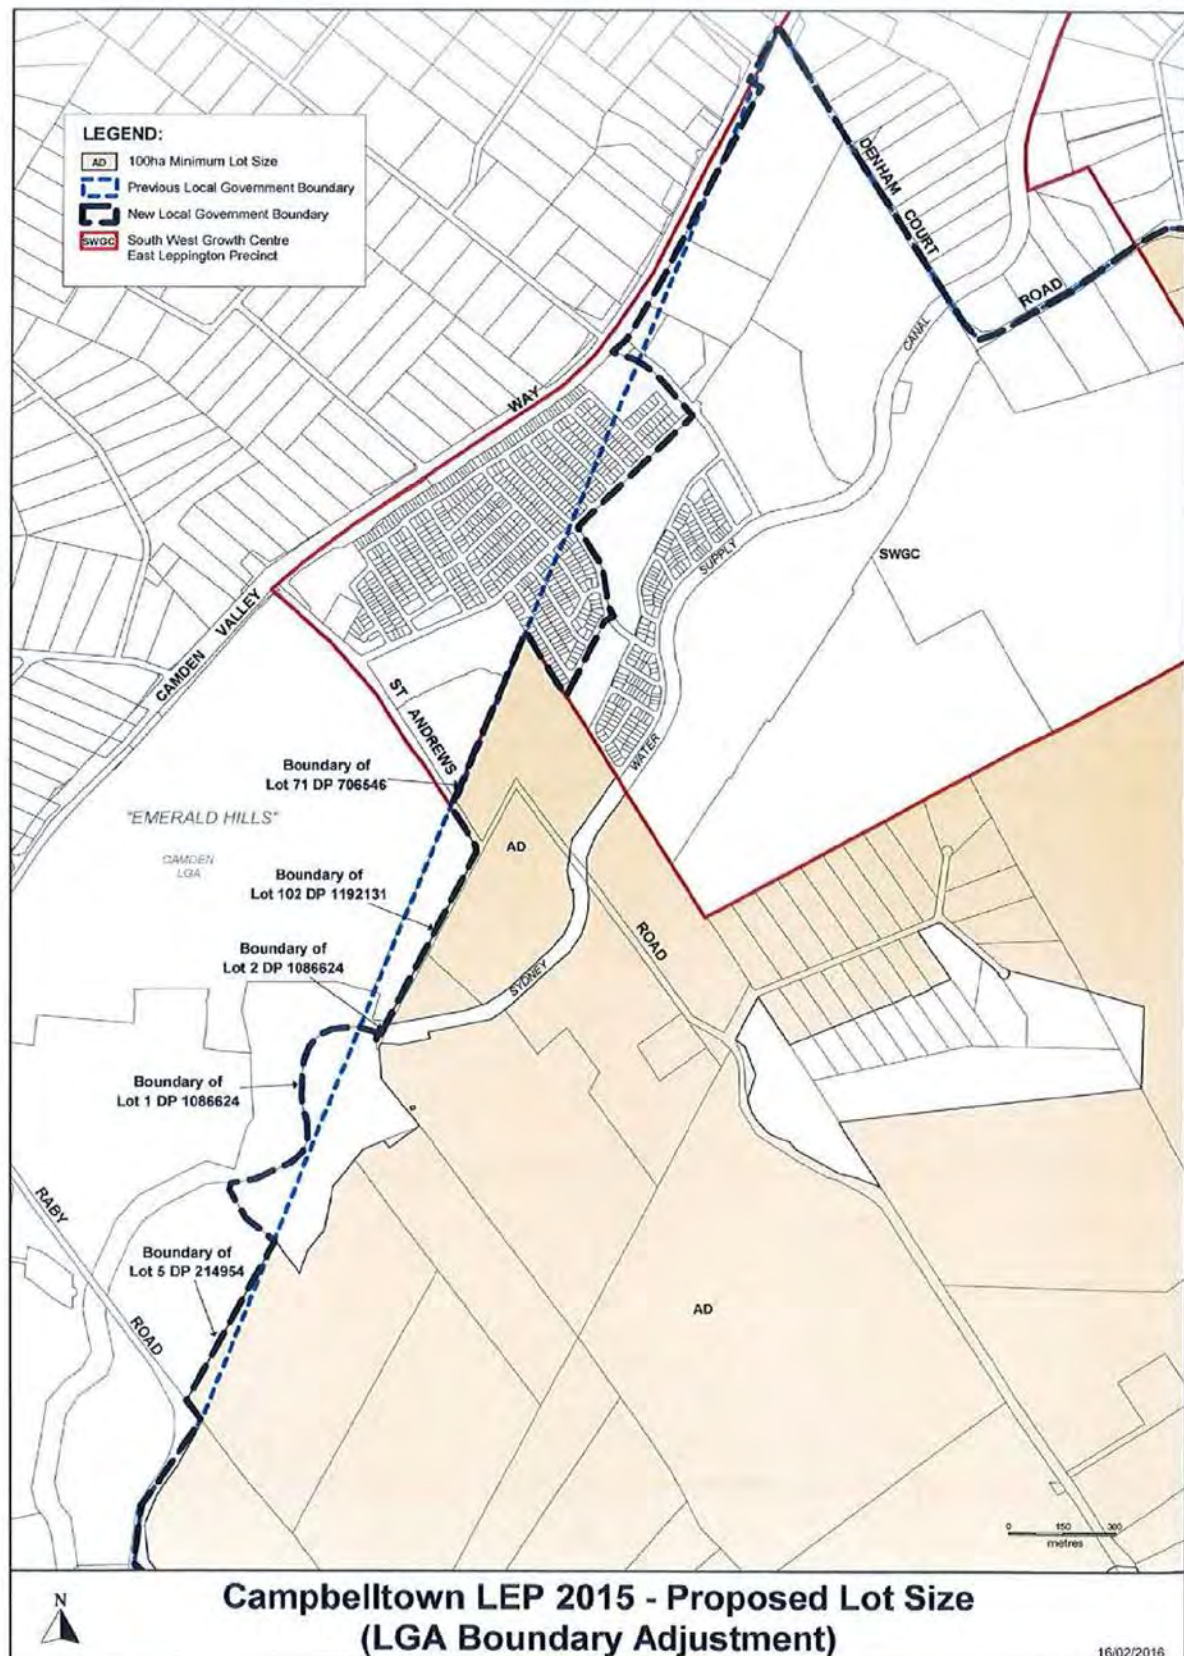 LEGEND:
AD 100ha Minimum Lot Size
Previous Local Government Boundary
New Local Government Boundary
SWGC South West Growth Centre
East Leppington Precinct
DENHAM
COURT
ROAD
CANAL
WAY
SUPPLY
SWGC
VALLEY
CAMDEN
ST ANDREWS
WATER
Boundary of
Lot 71 DP 706546
"EMERALD HILLS"
CAMDEN
LGA
AD
Boundary of
Lot 102 DP 1192131
ROAD
Boundary of
Lot 2 DP 1086624
SYDNEY
Boundary of
Lot 1 DP 1086624
RABY
ROAD
Boundary of
Lot 5 DP 214954
AD
0 150 300
metres
N
Campbelltown LEP 2015 - Proposed Lot Size
(LGA Boundary Adjustment)
16/02/2016